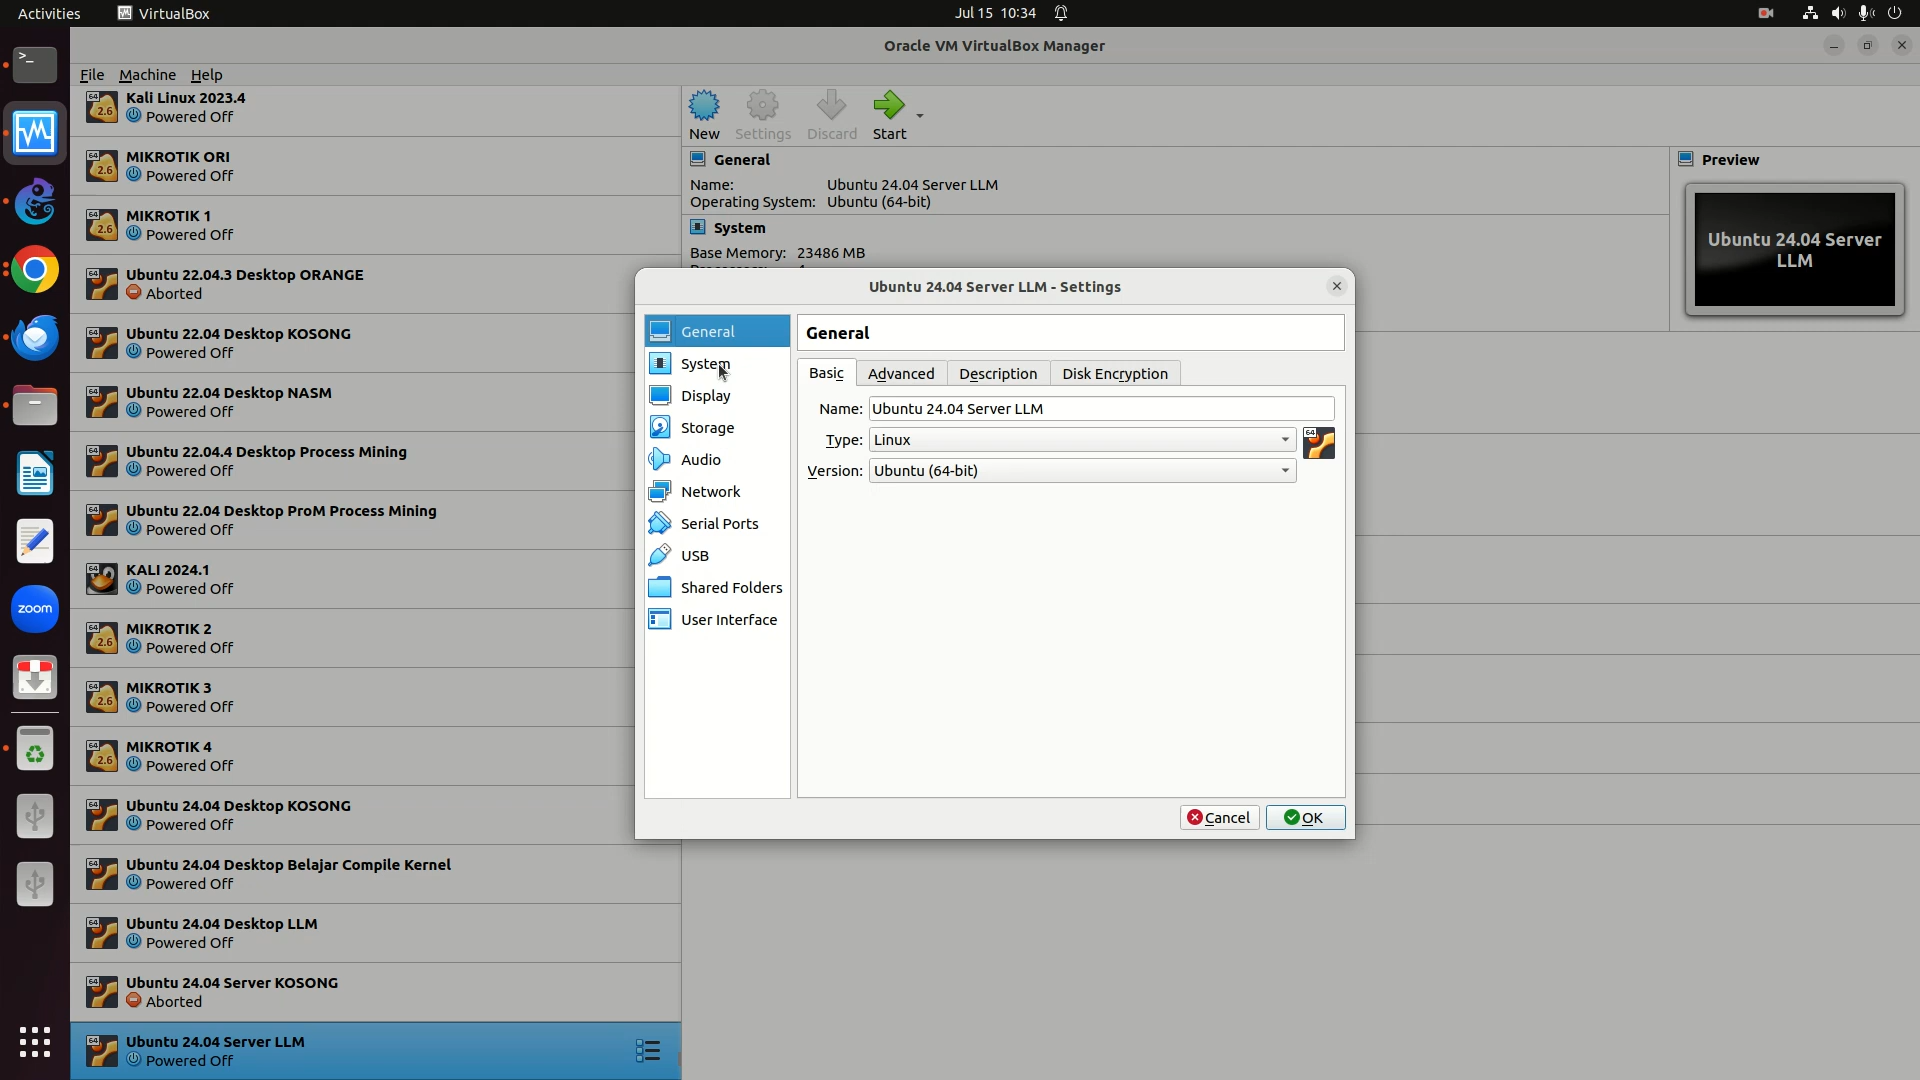 Activities
VirtualBox
Jul 15 10:34
Oracle VM VirtualBox Manager
File Machine Help
Kali Linux 2023.4
Powered Off
MIKROTIK ORI
Powered Off
MIKROTIK 1
Powered Off
Ubuntu 22.04.3 Desktop ORANGE
Aborted
Ubuntu 22.04 Desktop KOSONG
Powered Off
Ubuntu 22.04 Desktop NASM
Powered Off
Ubuntu 22.04.4 Desktop Process Mining
Powered Off
Ubuntu 22.04 Desktop ProM Process Mining
Powered Off
KALI 2024.1
Powered Off
MIKROTIK 2
Powered Off
MIKROTIK 3
Powered Off
MIKROTIK 4
Powered Off
Ubuntu 24.04 Desktop KOSONG
Powered Off
Ubuntu 24.04 Desktop Belajar Compile Kernel
Powered Off
Ubuntu 24.04 Desktop LLM
Powered Off
Ubuntu 24.04 Server KOSONG
Aborted
Ubuntu 24.04 Server LLM
Powered Off
New Settings Discard Start
General
Name: Ubuntu 24.04 Server LLM
Operating System: Ubuntu (64-bit)
System
Base Memory: 23486 MB
Preview
Ubuntu 24.04 Server
LLM
Ubuntu 24.04 Server LLM - Settings
General
System
Display
Storage
Audio
Network
Serial Ports
USB
Shared Folders
User Interface
General
Basic Advanced Description Disk Encryption
Name: Ubuntu 24.04 Server LLM
Type: Linux
Version: Ubuntu (64-bit)
Cancel OK
zoom